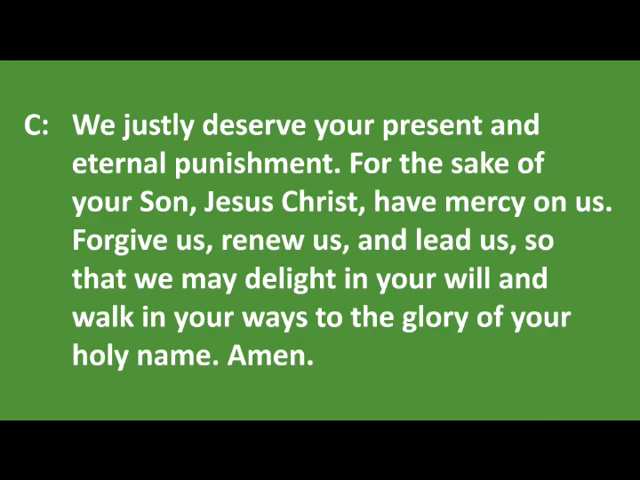 C: We justly deserve your present and
eternal punishment. For the sake of
your Son, Jesus Christ, have mercy on us.
Forgive us, renew us, and lead us, so
that we may delight in your will and
walk in your ways to the glory of your
holy name. Amen.